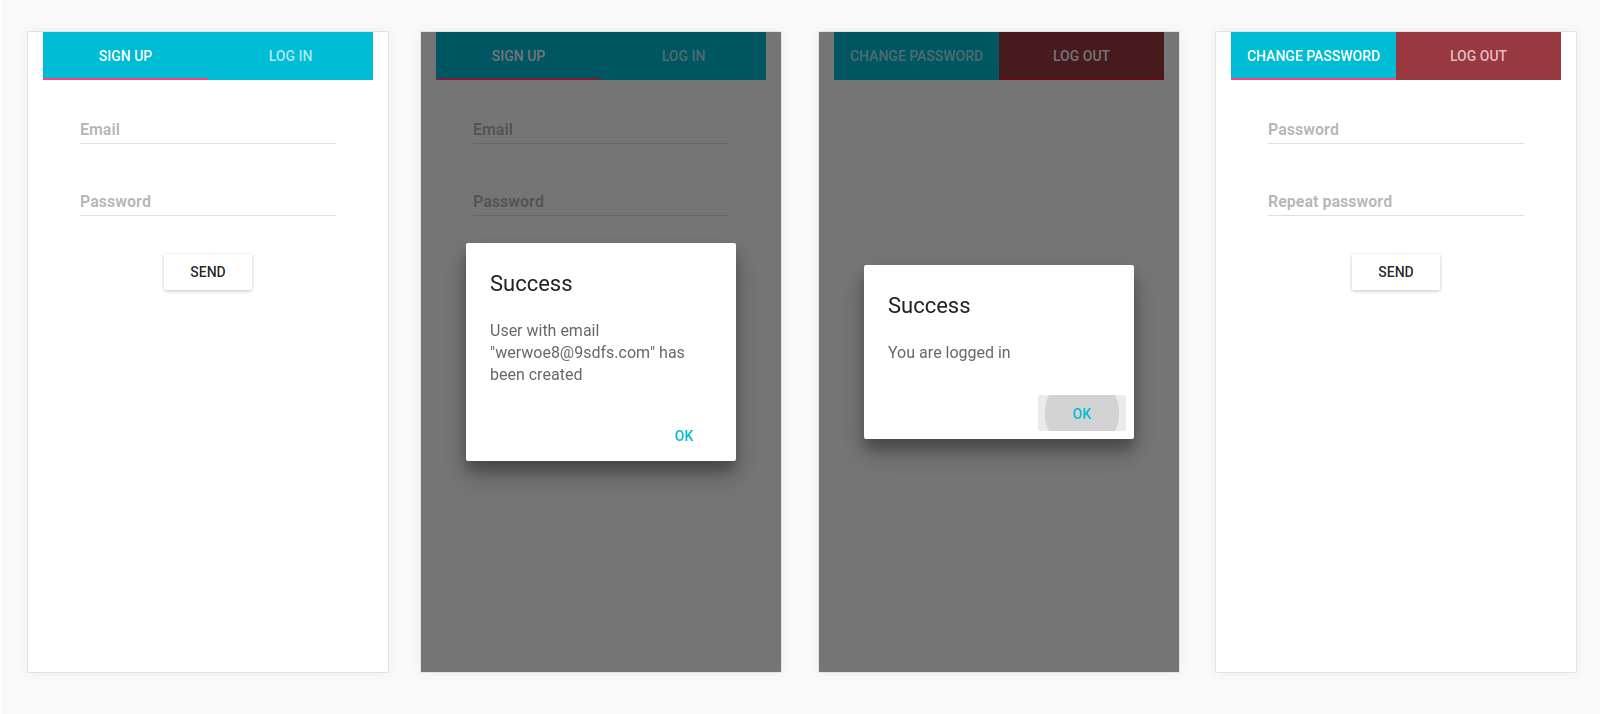 SIGN UP LOG IN
Email
Password
SEND
SIGN UP LOG IN
Email
Password
Success
User with email
"werwoe8@9sdfs.com" has
been created
OK
CHANGE PASSWORD LOG OUT
Success
You are logged in
OK
CHANGE PASSWORD LOG OUT
Password
Repeat password
SEND